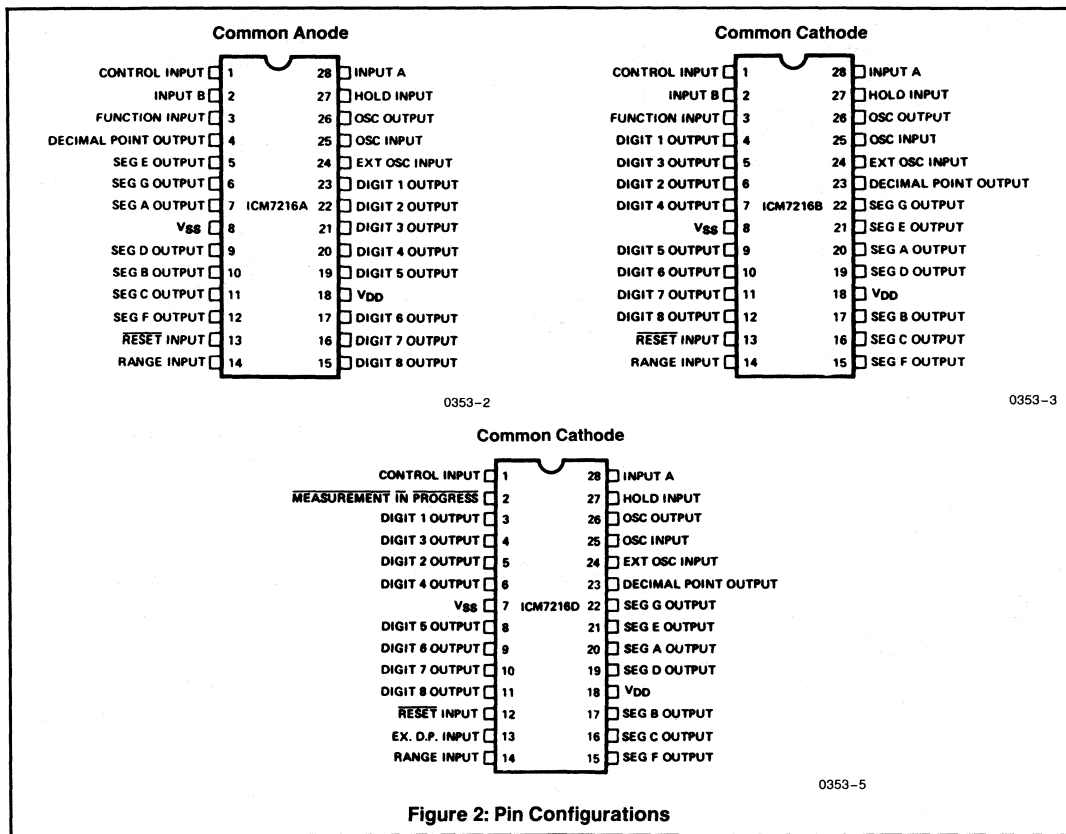 Common Anode
CONTROL INPUT 1 28 INPUT A
INPUT B 2 27 HOLD INPUT
FUNCTION INPUT 3 26 OSC OUTPUT
DECIMAL POINT OUTPUT 4 25 OSC INPUT
SEG E OUTPUT 5 24 EXT OSC INPUT
SEG G OUTPUT 6 23 DIGIT 1 OUTPUT
SEG A OUTPUT 7 ICM7216A 22 DIGIT 2 OUTPUT
VSS 8 21 DIGIT 3 OUTPUT
SEG D OUTPUT 9 20 DIGIT 4 OUTPUT
SEG B OUTPUT 10 19 DIGIT 5 OUTPUT
SEG C OUTPUT 11 18 VDD
SEG F OUTPUT 12 17 DIGIT 6 OUTPUT
RESET INPUT 13 16 DIGIT 7 OUTPUT
RANGE INPUT 14 15 DIGIT 8 OUTPUT
0353–2
Common Cathode
CONTROL INPUT 1 28 INPUT A
INPUT B 2 27 HOLD INPUT
FUNCTION INPUT 3 26 OSC OUTPUT
DIGIT 1 OUTPUT 4 25 OSC INPUT
DIGIT 3 OUTPUT 5 24 EXT OSC INPUT
DIGIT 2 OUTPUT 6 23 DECIMAL POINT OUTPUT
DIGIT 4 OUTPUT 7 ICM7216B 22 SEG G OUTPUT
VSS 8 21 SEG E OUTPUT
DIGIT 5 OUTPUT 9 20 SEG A OUTPUT
DIGIT 6 OUTPUT 10 19 SEG D OUTPUT
DIGIT 7 OUTPUT 11 18 VDD
DIGIT 8 OUTPUT 12 17 SEG B OUTPUT
RESET INPUT 13 16 SEG C OUTPUT
RANGE INPUT 14 15 SEG F OUTPUT
0353–3
Common Cathode
CONTROL INPUT 1 28 INPUT A
MEASUREMENT IN PROGRESS 2 27 HOLD INPUT
DIGIT 1 OUTPUT 3 26 OSC OUTPUT
DIGIT 3 OUTPUT 4 25 OSC INPUT
DIGIT 2 OUTPUT 5 24 EXT OSC INPUT
DIGIT 4 OUTPUT 6 23 DECIMAL POINT OUTPUT
VSS 7 ICM7216D 22 SEG G OUTPUT
DIGIT 5 OUTPUT 8 21 SEG E OUTPUT
DIGIT 6 OUTPUT 9 20 SEG A OUTPUT
DIGIT 7 OUTPUT 10 19 SEG D OUTPUT
DIGIT 8 OUTPUT 11 18 VDD
RESET INPUT 12 17 SEG B OUTPUT
EX. D.P. INPUT 13 16 SEG C OUTPUT
RANGE INPUT 14 15 SEG F OUTPUT
0353–5
Figure 2: Pin Configurations